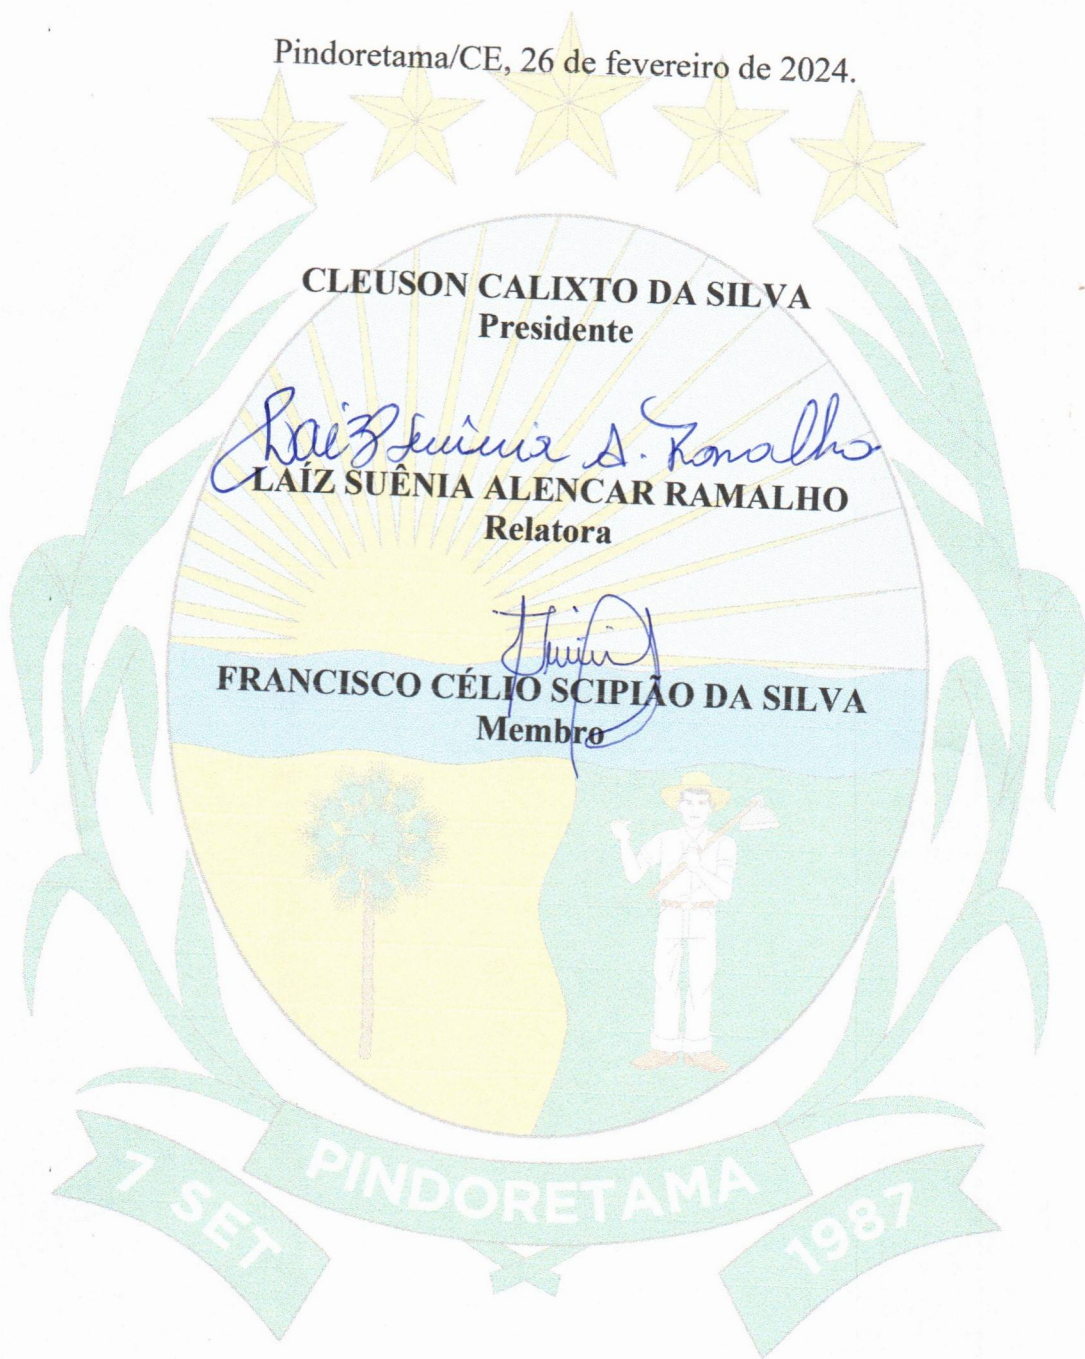 Pindoretama/CE, 26 de fevereiro de 2024.
CLEUSON CALIXTO DA SILVA
Presidente
Laiz Suênia A. Ramalho
LAÍZ SUÊNIA ALENCAR RAMALHO
Relatora
FRANCISCO CÉLIO SCIPIÃO DA SILVA
Membro
7 SET
PINDORETAMA
1987